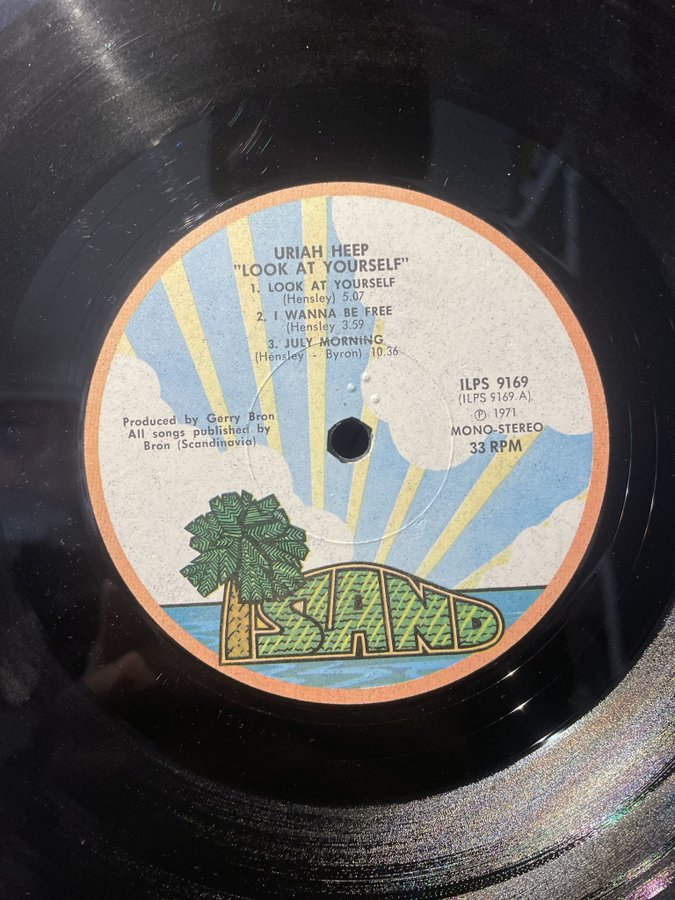 URIAH HEEP
"LOOK AT YOURSELF"
1. LOOK AT YOURSELF
(Hensley) 5.07
2. I WANNA BE FREE
(Hensley 3.59
3. JULY MORNING
(Hensley - Byron) 10.36
Produced by Gerry Bron
All songs published by
Bron (Scandinavia)
ILPS 9169
(ILPS 9169.A)
℗ 1971
MONO-STEREO
33 RPM
ISLAND